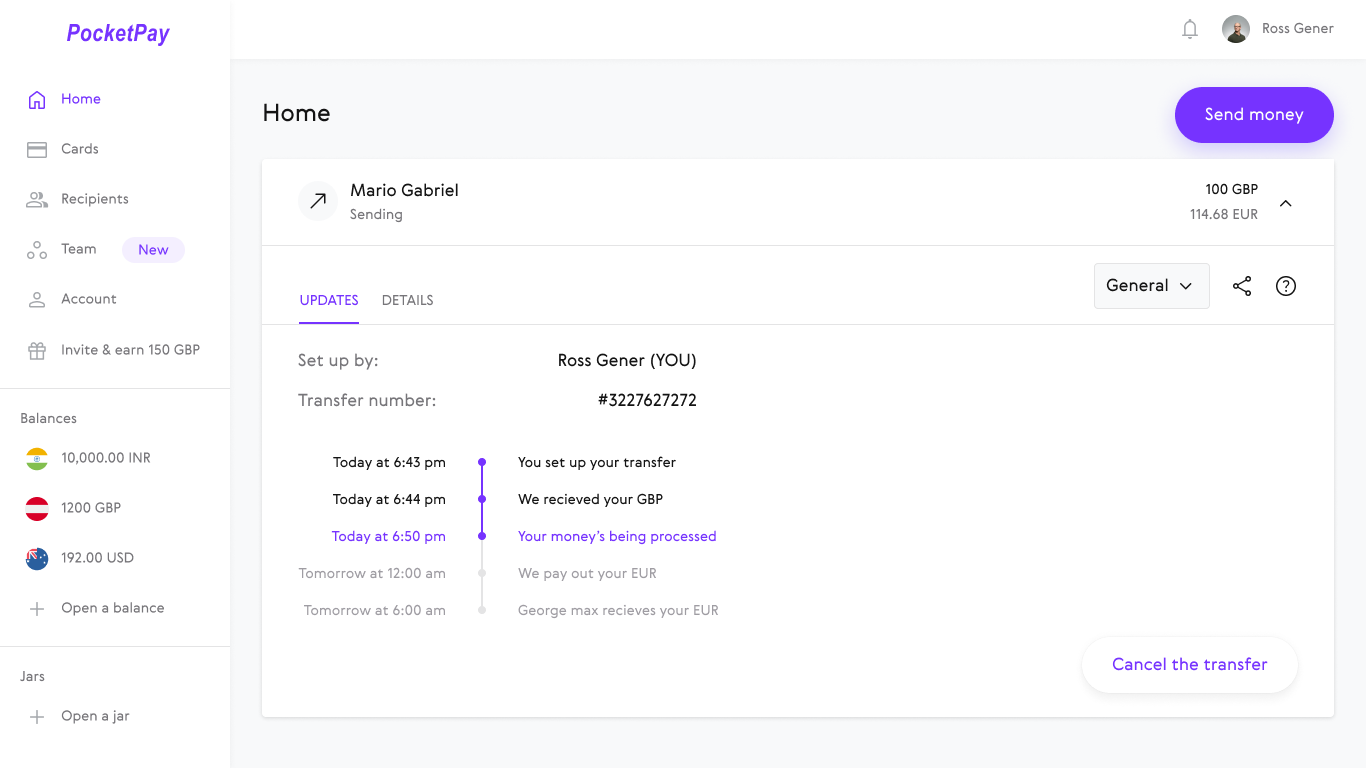 PocketPay
Ross Gener
Home
Cards
Recipients
Team New
Account
Invite & earn 150 GBP
Balances
10,000.00 INR
1200 GBP
192.00 USD
Open a balance
Jars
Open a jar
Home
Send money
Mario Gabriel
Sending
100 GBP
114.68 EUR
UPDATES DETAILS
General
Set up by: Ross Gener (YOU)
Transfer number: #3227627272
Today at 6:43 pm You set up your transfer
Today at 6:44 pm We recieved your GBP
Today at 6:50 pm Your money’s being processed
Tomorrow at 12:00 am We pay out your EUR
Tomorrow at 6:00 am George max recieves your EUR
Cancel the transfer